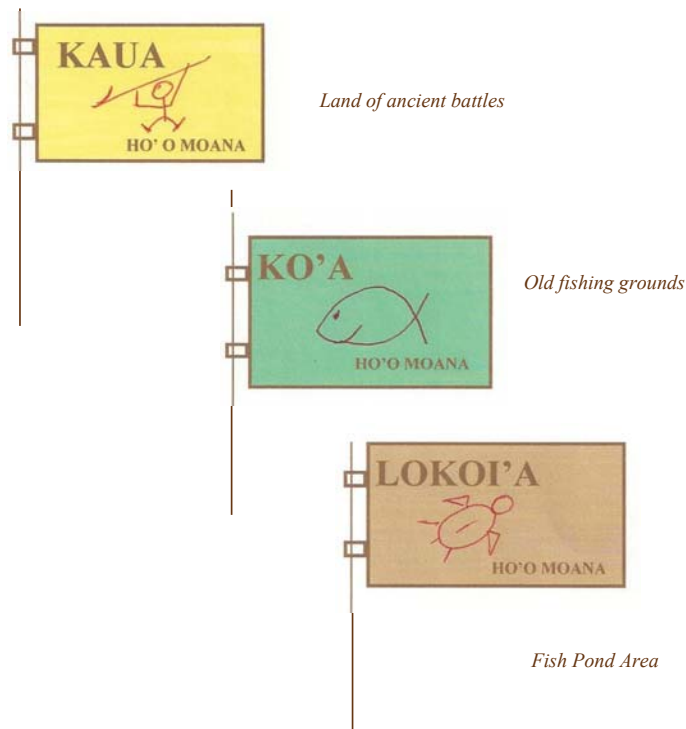 KAUA
HO' O MOANA
Land of ancient battles
KO’A
HO’O MOANA
Old fishing grounds
LOKOI’A
HO’O MOANA
Fish Pond Area